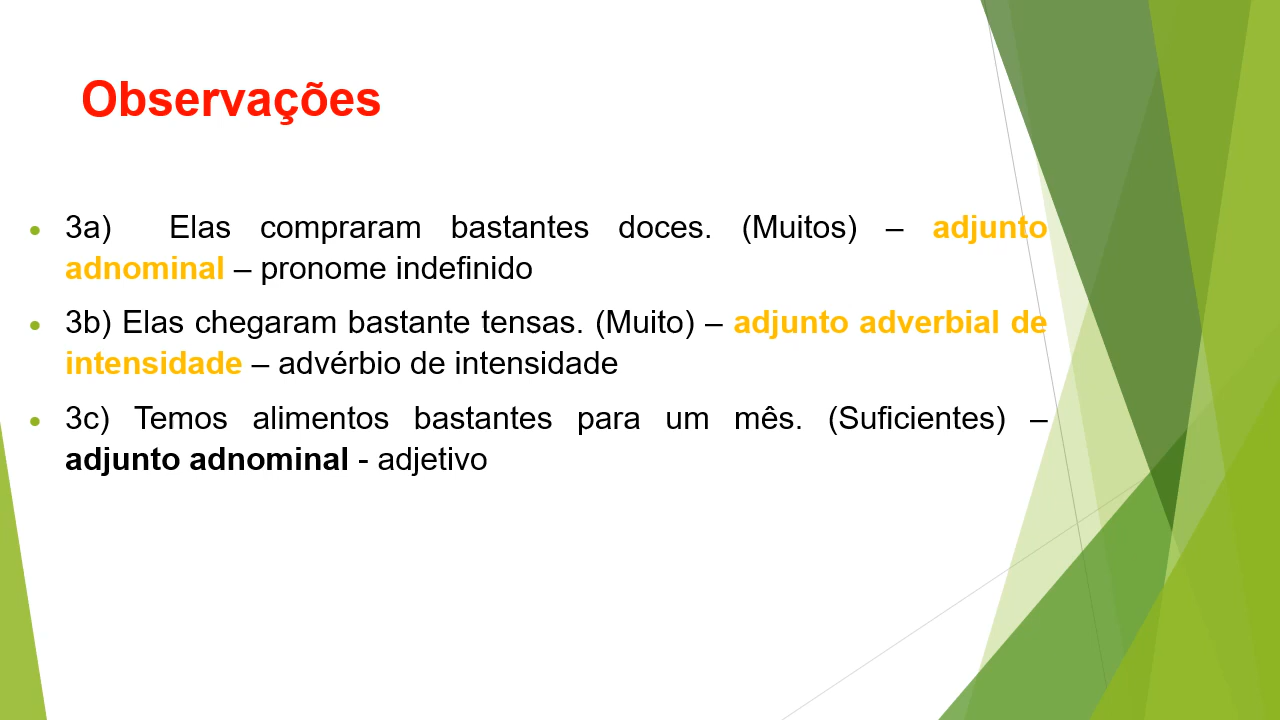 Observações
• 3a) Elas compraram bastantes doces. (Muitos) – adjunto
adnominal – pronome indefinido
• 3b) Elas chegaram bastante tensas. (Muito) – adjunto adverbial de
intensidade – advérbio de intensidade
• 3c) Temos alimentos bastantes para um mês. (Suficientes) –
adjunto adnominal - adjetivo